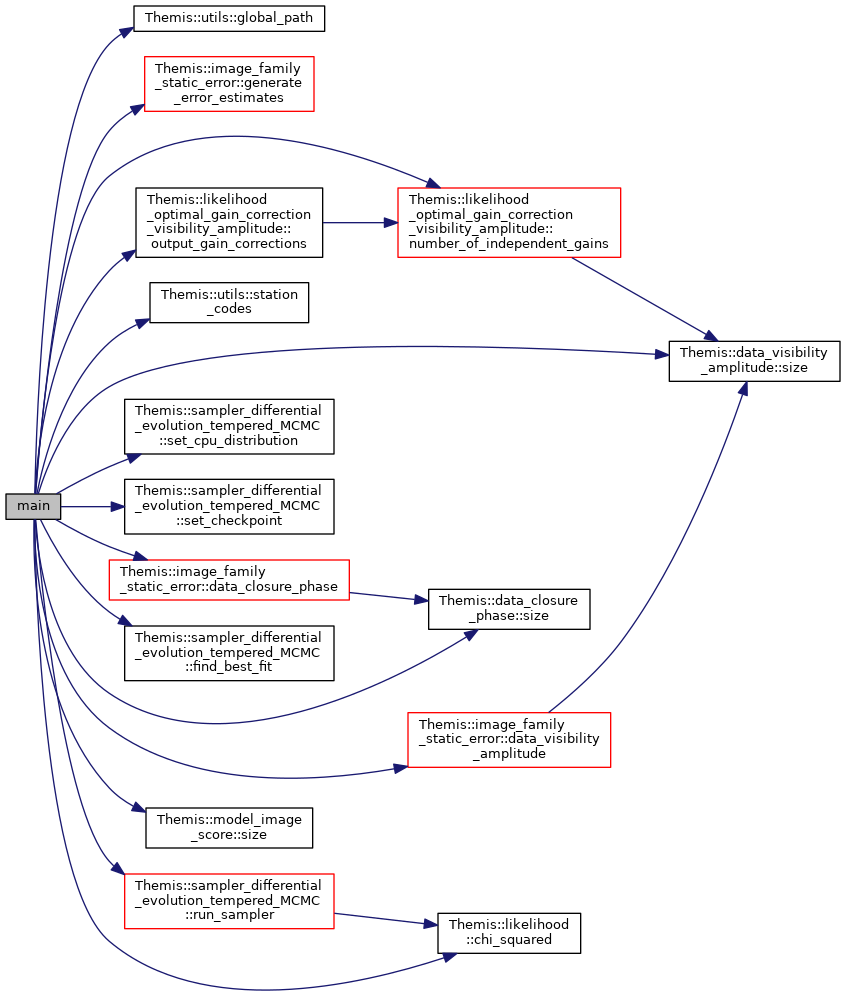 Themis::utils::global_path
Themis::image_family
_static_error::generate
_error_estimates
Themis::likelihood
_optimal_gain_correction
_visibility_amplitude::
output_gain_corrections
Themis::likelihood
_optimal_gain_correction
_visibility_amplitude::
number_of_independent_gains
Themis::utils::station
_codes
Themis::data_visibility
_amplitude::size
Themis::sampler_differential
_evolution_tempered_MCMC
::set_cpu_distribution
main
Themis::sampler_differential
_evolution_tempered_MCMC
::set_checkpoint
Themis::image_family
_static_error::data_closure_phase
Themis::data_closure
_phase::size
Themis::sampler_differential
_evolution_tempered_MCMC
::find_best_fit
Themis::image_family
_static_error::data_visibility
_amplitude
Themis::model_image
_score::size
Themis::sampler_differential
_evolution_tempered_MCMC
::run_sampler
Themis::likelihood
::chi_squared